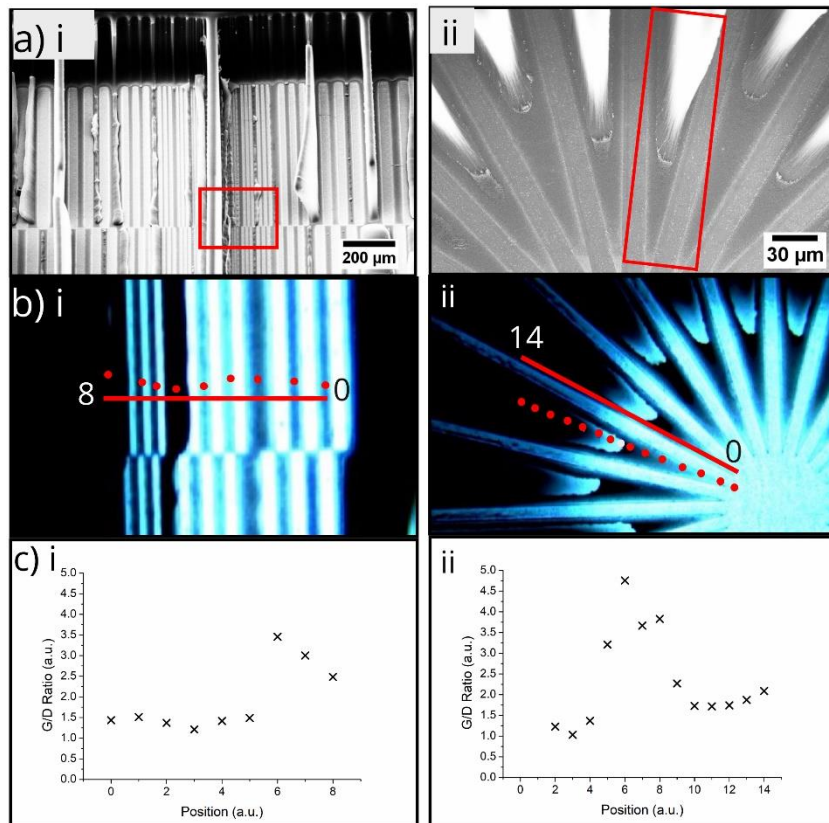 a) i
200 µm
ii
30 µm
b) i
8
0
ii
14
0
c) i
5.0
4.5
4.0
3.5
3.0
2.5
2.0
1.5
1.0
0.5
0.0
0 2 4 6 8
G/D Ratio (a.u.)
Position (a.u.)
ii
5.0
4.5
4.0
3.5
3.0
2.5
2.0
1.5
1.0
0.5
0.0
0 2 4 6 8 10 12 14
G/D Ratio (a.u.)
Position (a.u.)